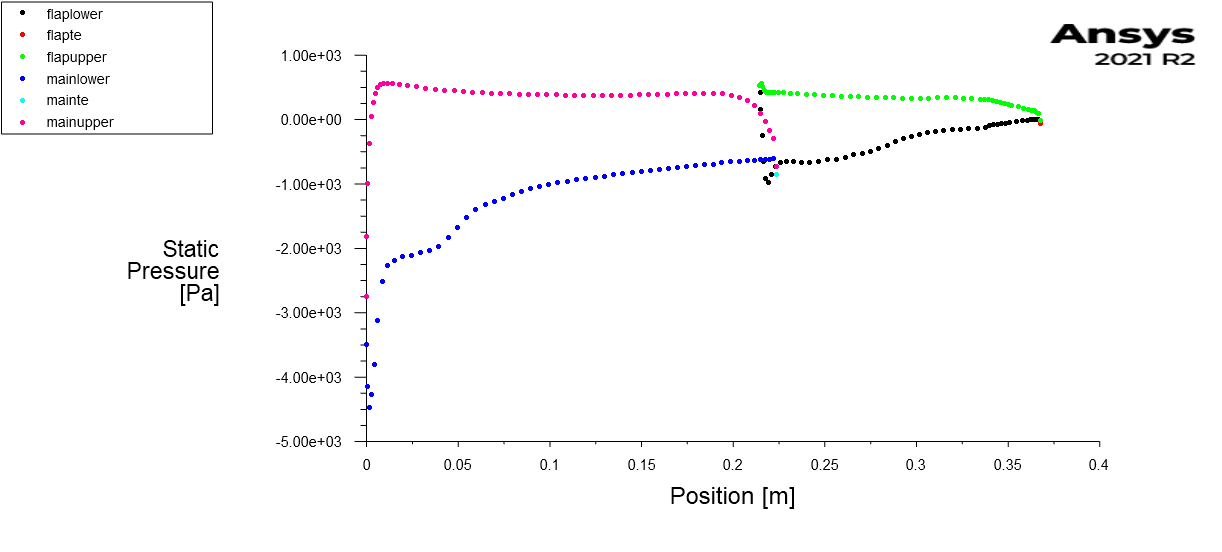 flaplower
flapte
flapupper
mainlower
mainte
mainupper
Ansys
2021 R2
1.00e+03
0.00e+00
-1.00e+03
-2.00e+03
-3.00e+03
-4.00e+03
-5.00e+03
Static
Pressure
[Pa]
0 0.05 0.1 0.15 0.2 0.25 0.3 0.35 0.4
Position [m]